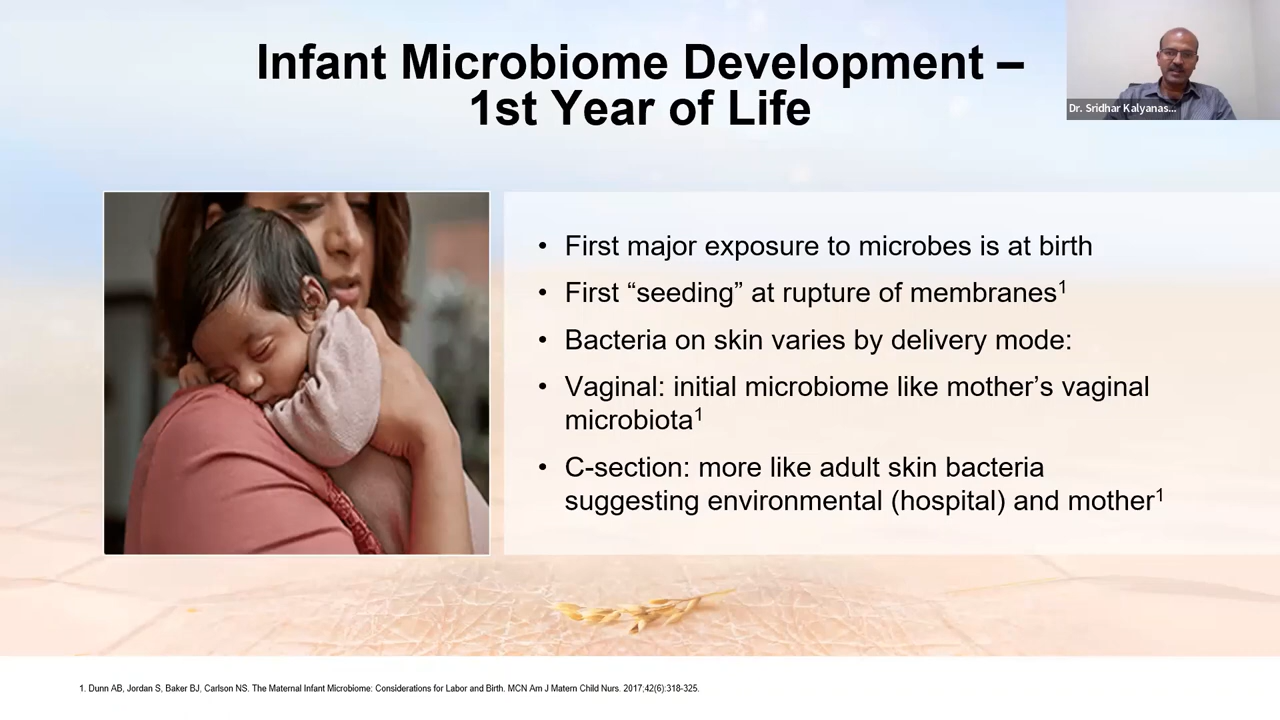 Infant Microbiome Development –
1st Year of Life
Dr. Sridhar Kalyanas...
• First major exposure to microbes is at birth
• First “seeding” at rupture of membranes¹
• Bacteria on skin varies by delivery mode:
• Vaginal: initial microbiome like mother’s vaginal
microbiota¹
• C-section: more like adult skin bacteria
suggesting environmental (hospital) and mother¹
1. Dunn AB, Jordan S, Baker BJ, Carlson NS. The Maternal Infant Microbiome: Considerations for Labor and Birth. MCN Am J Matern Child Nurs. 2017;42(6):318-325.